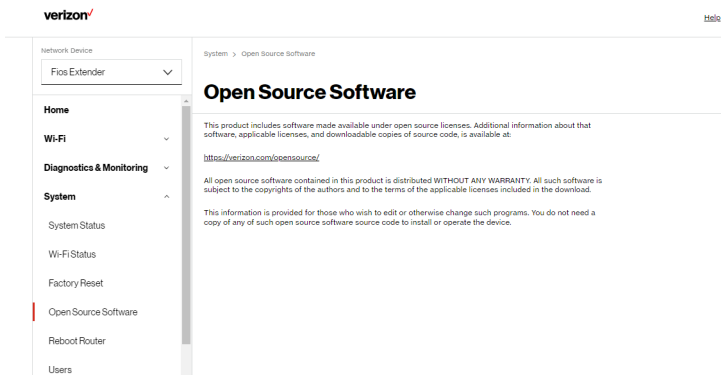 verizon✓
Help
Network Device
Fios Extender
Home
Wi-Fi
Diagnostics & Monitoring
System
System Status
Wi-Fi Status
Factory Reset
Open Source Software
Reboot Router
Users
System > Open Source Software
Open Source Software
This product includes software made available under open source licenses. Additional information about that
software, applicable licenses, and downloadable copies of source code, is available at:
https://verizon.com/opensource/
All open source software contained in this product is distributed WITHOUT ANY WARRANTY. All such software is
subject to the copyrights of the authors and to the terms of the applicable licenses included in the download.
This information is provided for those who wish to edit or otherwise change such programs. You do not need a
copy of any of such open source software source code to install or operate the device.